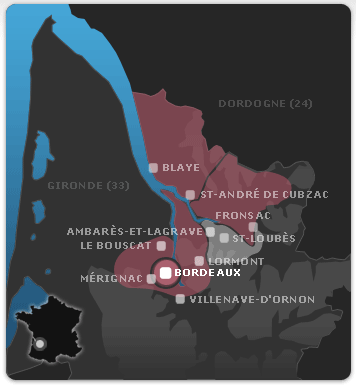 DORDOGNE (24)
BLAYE
GIRONDE (33)
ST-ANDRÉ DE CUBZAC
FRONSAC
AMBARÈS-ET-LAGRAVE
ST-LOUBÈS
LE BOUSCAT
LORMONT
BORDEAUX
MÉRIGNAC
VILLENAVE-D'ORNON